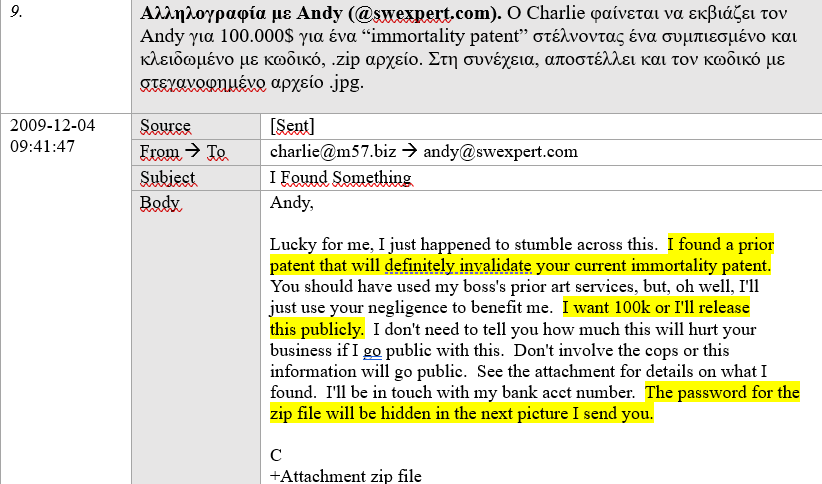 9.
Αλληλογραφία με Andy (@swexpert.com). Ο Charlie φαίνεται να εκβιάζει τον
Andy για 100.000$ για ένα “immortality patent” στέλνοντας ένα συμπιεσμένο και
κλειδωμένο με κωδικό, .zip αρχείο. Στη συνέχεια, αποστέλλει και τον κωδικό με
στεγανοφημένο αρχείο .jpg.
2009-12-04
09:41:47
Source
[Sent]
From → To
charlie@m57.biz → andy@swexpert.com
Subject
I Found Something
Body
Andy,
Lucky for me, I just happened to stumble across this. I found a prior
patent that will definitely invalidate your current immortality patent.
You should have used my boss's prior art services, but, oh well, I'll
just use your negligence to benefit me. I want 100k or I'll release
this publicly. I don't need to tell you how much this will hurt your
business if I go public with this. Don't involve the cops or this
information will go public. See the attachment for details on what I
found. I'll be in touch with my bank acct number. The password for the
zip file will be hidden in the next picture I send you.
C
+Attachment zip file